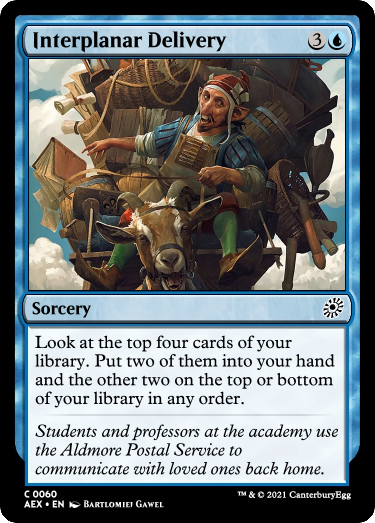 Interplanar Delivery 3
Sorcery
Look at the top four cards of your
library. Put two of them into your hand
and the other two on the top or bottom
of your library in any order.
Students and professors at the academy use
the Aldmore Postal Service to
communicate with loved ones back home.
C 0060
AEX • EN Bartlomiej Gawel
™ & © 2021 CanterburyEgg